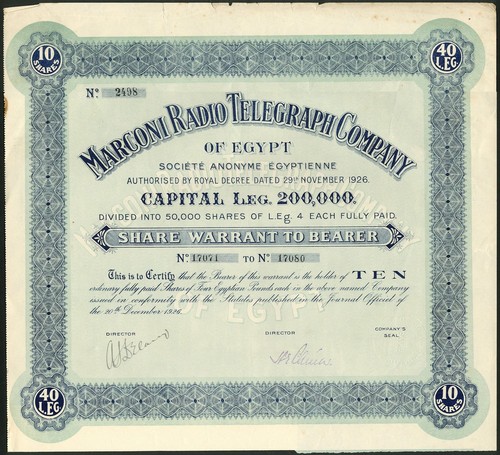 10 SHARES
40 LEG
Nº 2498
MARCONI RADIO TELEGRAPH COMPANY
OF EGYPT
SOCIÉTÉ ANONYME ÉGYPTIENNE
AUTHORISED BY ROYAL DECREE DATED 29TH NOVEMBER 1926.
CAPITAL LEG. 200,000.
DIVIDED INTO 50,000 SHARES OF LEg. 4 EACH FULLY PAID.
SHARE WARRANT TO BEARER
Nº 17071 TO Nº 17080
This is to Certify that the Bearer of this warrant is the holder of TEN
ordinary fully paid Shares of Four Egyptian Pounds each in the above named Company
issued in conformity with the Statutes published in the Journal Officiel of
the 20th December 1926.
DIRECTOR DIRECTOR COMPANY'S
SEAL
40 LEG
10 SHARES